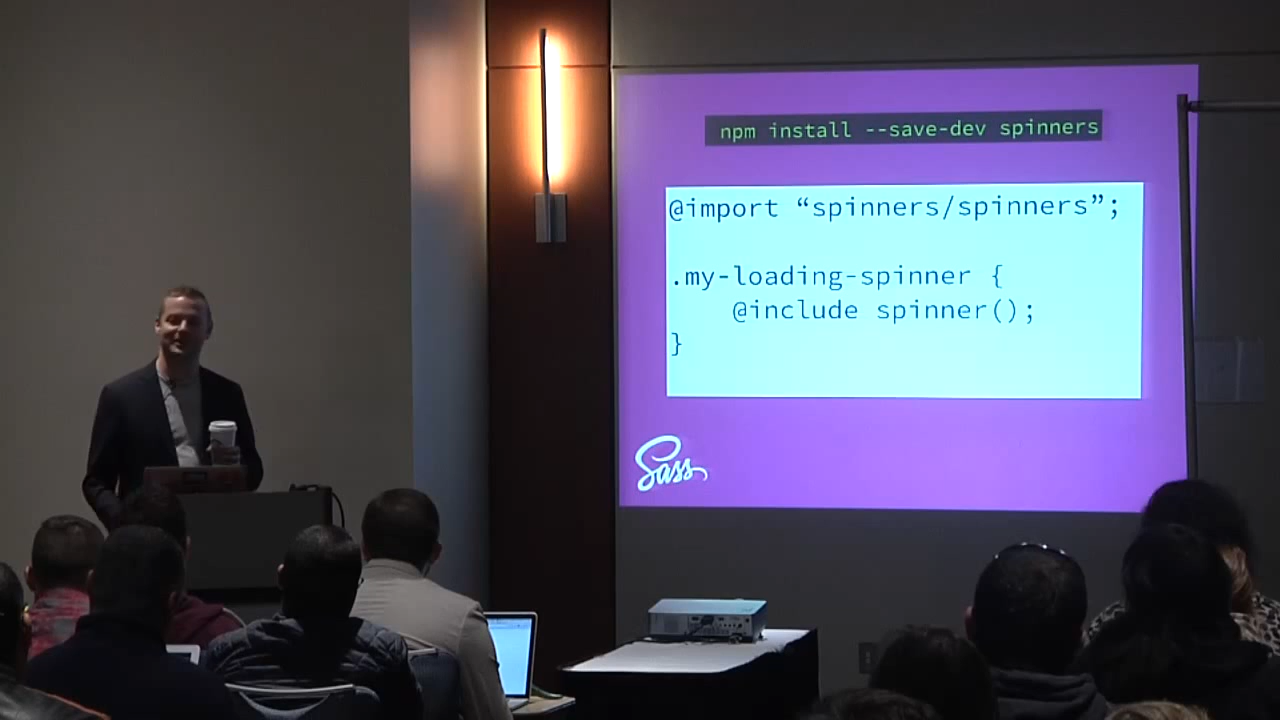 npm install --save-dev spinners
@import “spinners/spinners”;
.my-loading-spinner {
@include spinner();
}
Sass